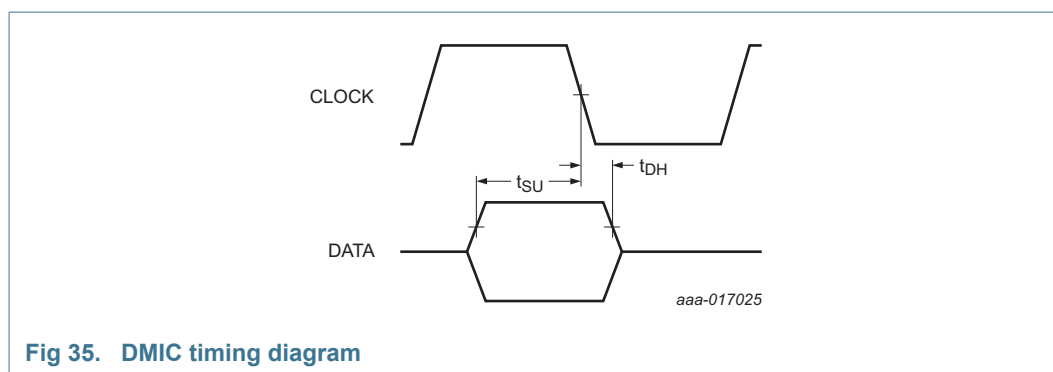 CLOCK
tDH
tSU
DATA
aaa-017025
Fig 35. DMIC timing diagram